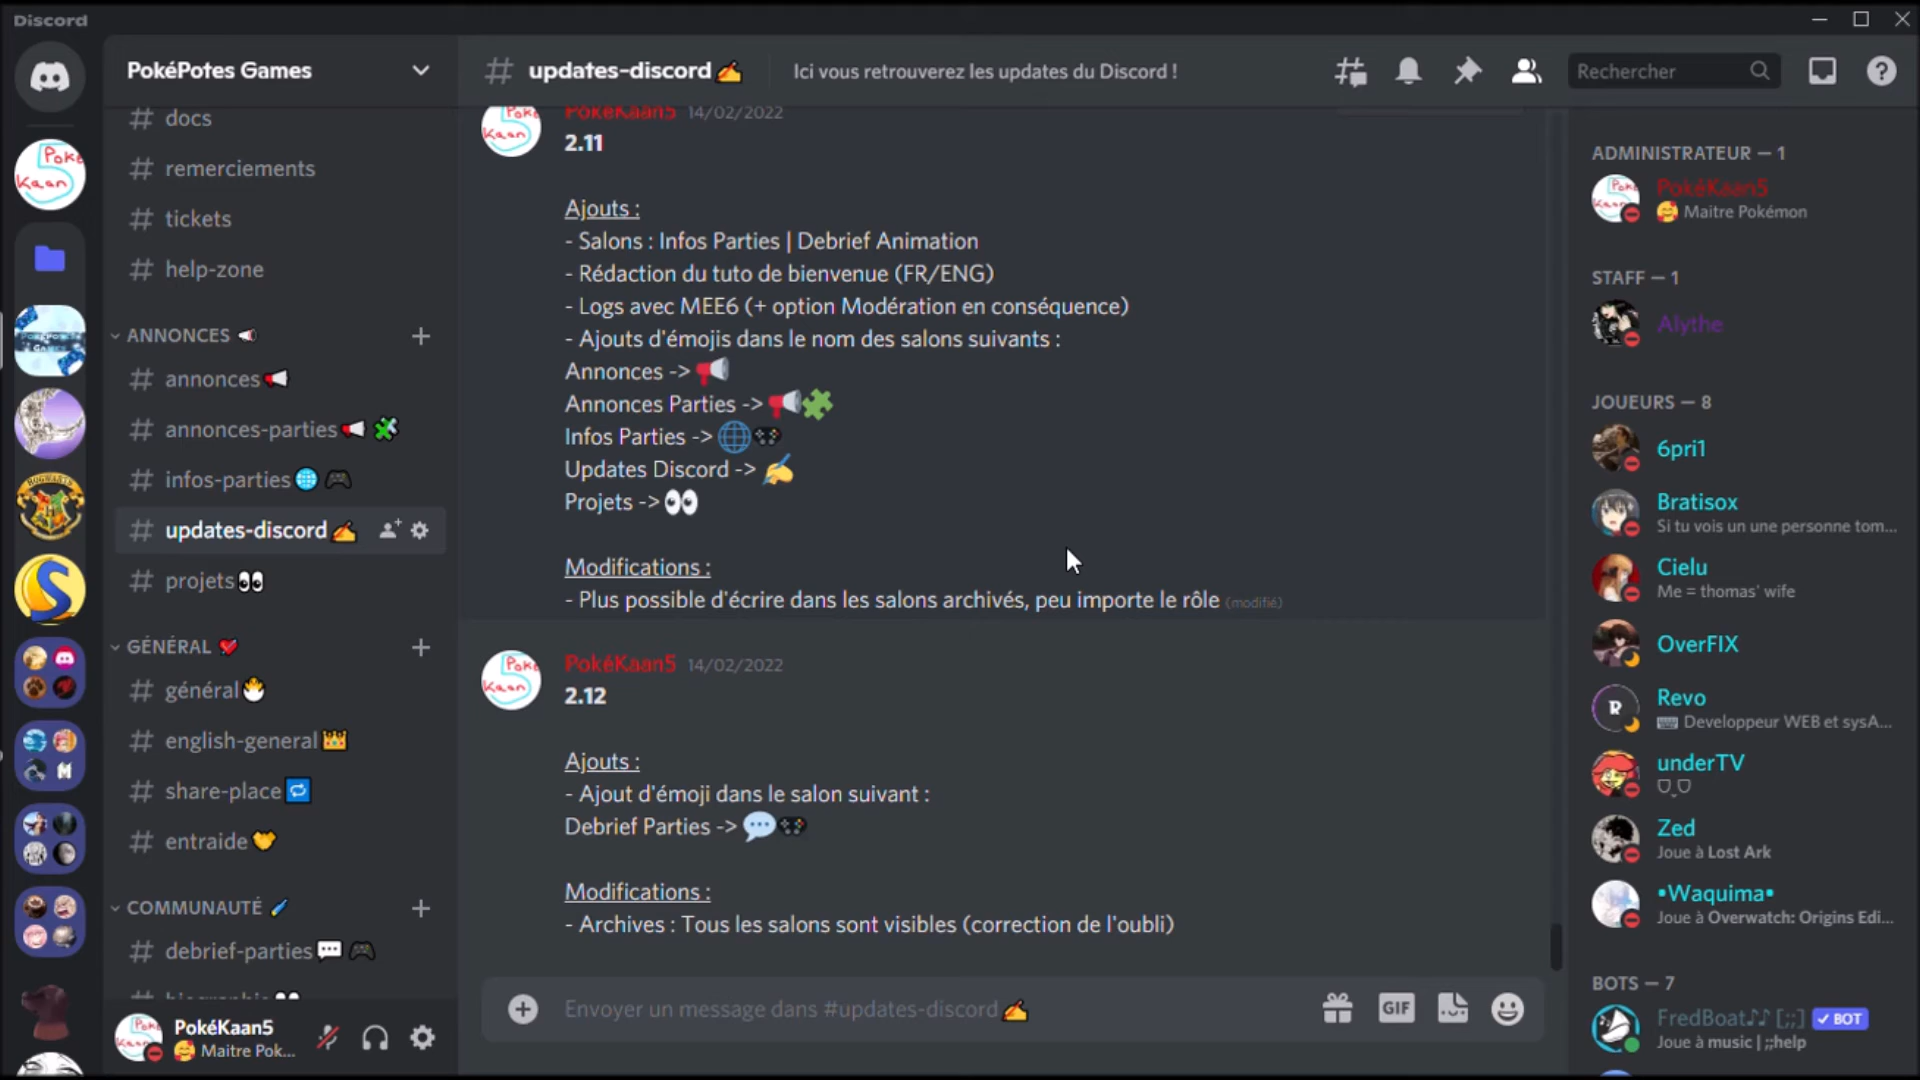 Discord
PokéPotes Games
docs
remerciements
tickets
help-zone
ANNONCES
annonces
annonces-parties
infos-parties
updates-discord
projets
GÉNÉRAL
général
english-general
share-place
entraide
COMMUNAUTÉ
debrief-parties
PokéKaan5
Maitre Pok...
updates-discord
Ici vous retrouverez les updates du Discord !
Rechercher
PokéKaan5 14/02/2022
2.11
Ajouts :
- Salons : Infos Parties | Debrief Animation
- Rédaction du tuto de bienvenue (FR/ENG)
- Logs avec MEE6 (+ option Modération en conséquence)
- Ajouts d'émojis dans le nom des salons suivants :
Annonces ->
Annonces Parties ->
Infos Parties ->
Updates Discord ->
Projets ->
Modifications :
- Plus possible d'écrire dans les salons archivés, peu importe le rôle (modifié)
PokéKaan5 14/02/2022
2.12
Ajouts :
- Ajout d'émoji dans le salon suivant :
Debrief Parties ->
Modifications :
- Archives : Tous les salons sont visibles (correction de l'oubli)
Envoyer un message dans #updates-discord
GIF
ADMINISTRATEUR — 1
PokéKaan5
Maitre Pokémon
STAFF — 1
Alythe
JOUEURS — 8
6pri1
Bratisox
Si tu vois un une personne tom...
Cielu
Me = thomas' wife
OverFIX
Revo
Developpeur WEB et sysA...
underTV
Zed
Joue à Lost Ark
•Waquima•
Joue à Overwatch: Origins Edi...
BOTS — 7
FredBoat♪♪ [;;] ✓ BOT
Joue à music | ;;help